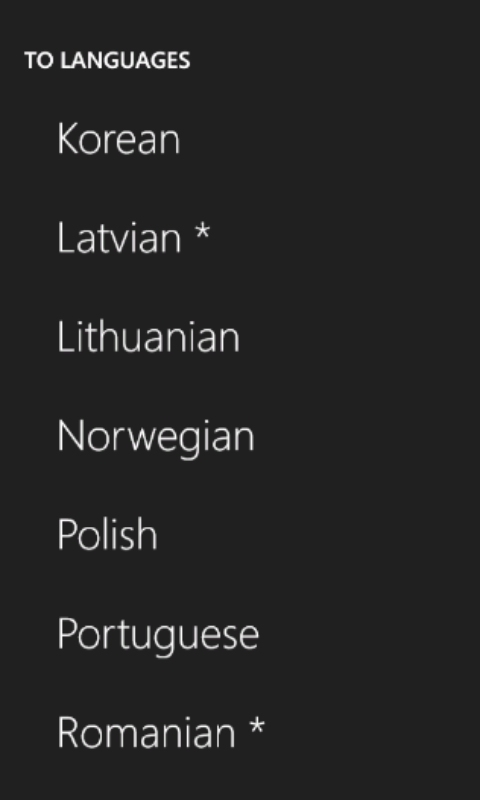 TO LANGUAGES
Korean
Latvian *
Lithuanian
Norwegian
Polish
Portuguese
Romanian *